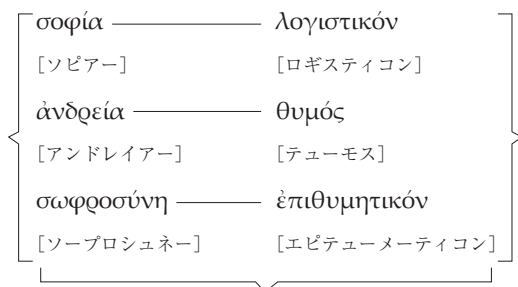 σοφία λογιστικόν
[ソピアー] [ロギスティコン]
ἀνδρεία θυμός
[アンドレイアー] [テューモス]
σωφροσύνη ἐπιθυμητικόν
[ソープロシュネー] [エピテューメーティコン]